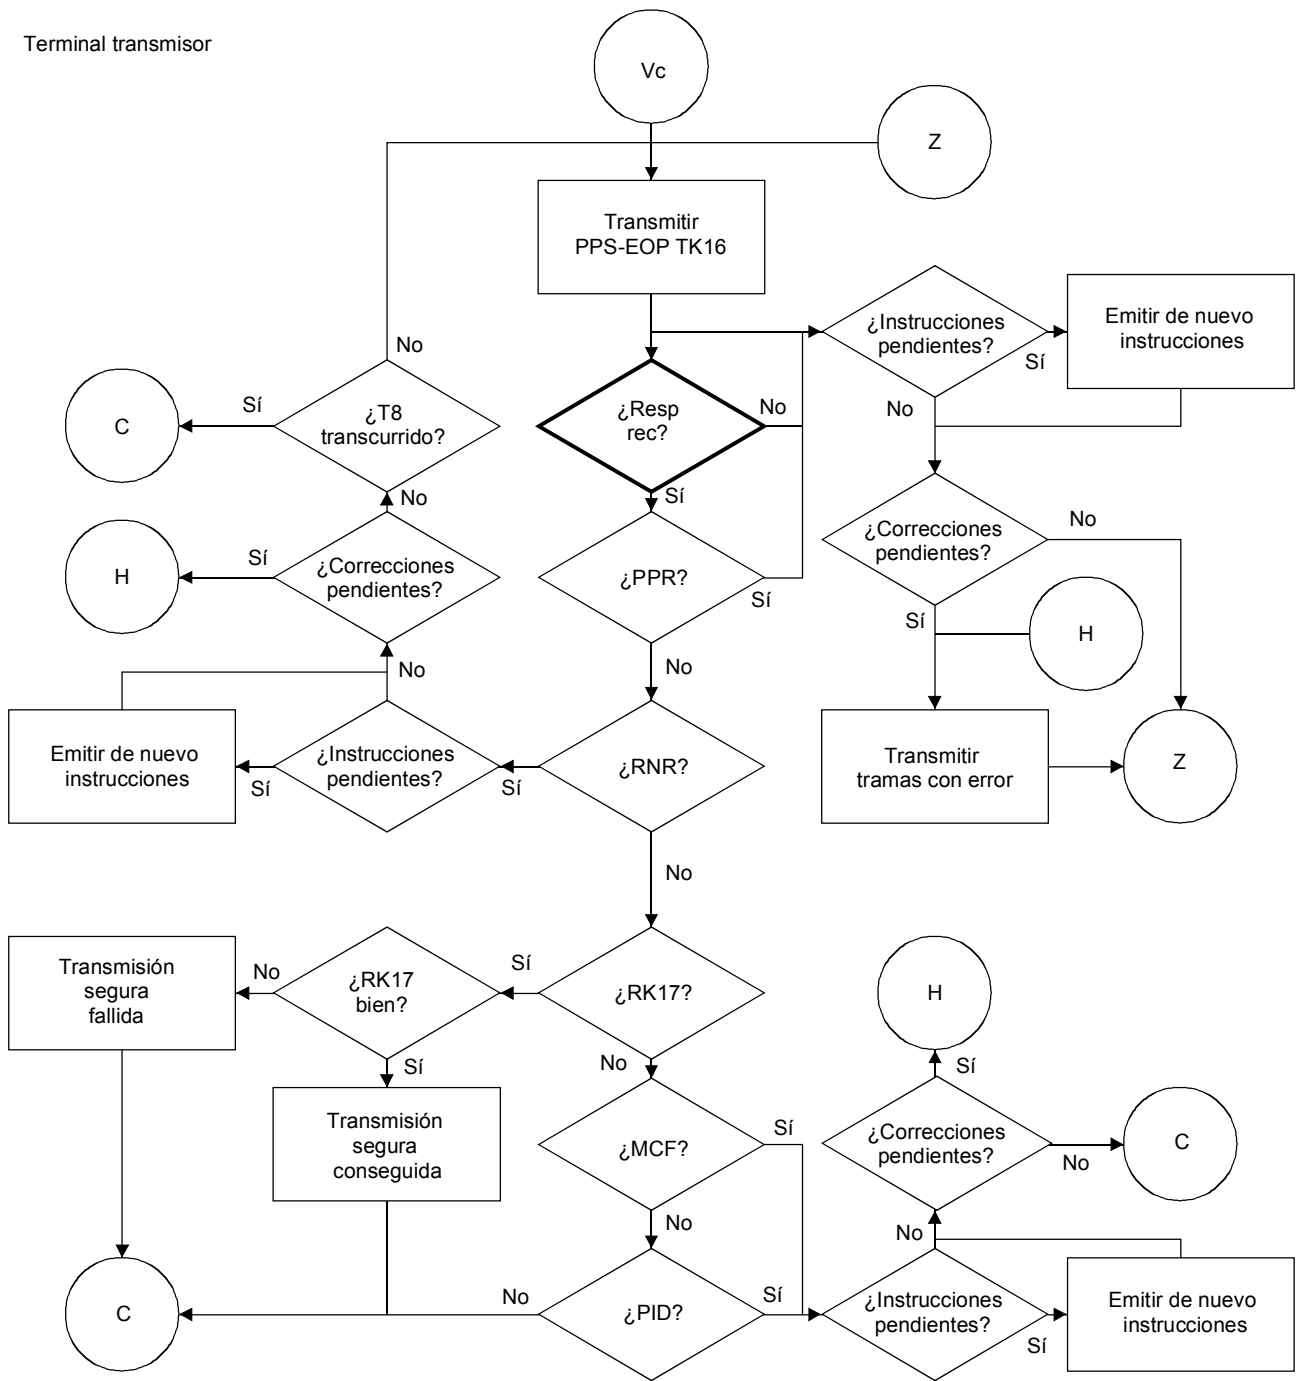 Terminal transmisor
Vc
Z
Transmitir
PPS-EOP TK16
¿Instrucciones
pendientes?
Sí
Emitir de nuevo
instrucciones
No
No
Sí
C
¿T8
transcurrido?
¿Resp
rec?
No
No
Sí
No
¿Correcciones
pendientes?
No
H
Sí
¿Correcciones
pendientes?
¿PPR?
Sí
Sí
H
No
No
Emitir de nuevo
instrucciones
Sí
¿Instrucciones
pendientes?
Sí
¿RNR?
Transmitir
tramas con error
Z
No
Transmisión
segura
fallida
No
¿RK17
bien?
Sí
¿RK17?
H
Sí
No
Sí
Transmisión
segura
conseguida
¿MCF?
Sí
¿Correcciones
pendientes?
No
C
No
No
C
No
¿PID?
Sí
¿Instrucciones
pendientes?
Sí
Emitir de nuevo
instrucciones